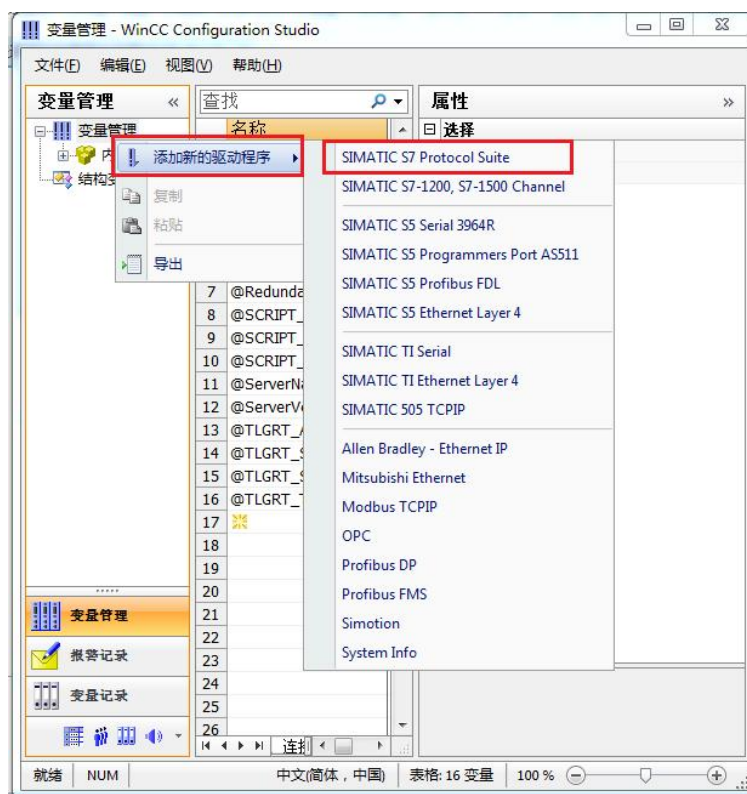 变量管理 - WinCC Configuration Studio
文件(F) 编辑(E) 视图(V) 帮助(H)
变量管理 «
查找
属性 »
变量管理
名称
选择
添加新的驱动程序
复制
粘贴
导出
SIMATIC S7 Protocol Suite
SIMATIC S7-1200, S7-1500 Channel
SIMATIC S5 Serial 3964R
SIMATIC S5 Programmers Port AS511
SIMATIC S5 Profibus FDL
SIMATIC S5 Ethernet Layer 4
SIMATIC TI Serial
SIMATIC TI Ethernet Layer 4
SIMATIC 505 TCPIP
Allen Bradley - Ethernet IP
Mitsubishi Ethernet
Modbus TCPIP
OPC
Profibus DP
Profibus FMS
Simotion
System Info
7 @Redunda
8 @SCRIPT_
9 @SCRIPT_
10 @SCRIPT_
11 @ServerNa
12 @ServerVe
13 @TLGRT_
14 @TLGRT_S
15 @TLGRT_S
16 @TLGRT_T
17
18
19
20
21
22
23
24
25
26
变量管理
报警记录
变量记录
就绪 NUM 中文(简体，中国) 表格: 16 变量 100 %